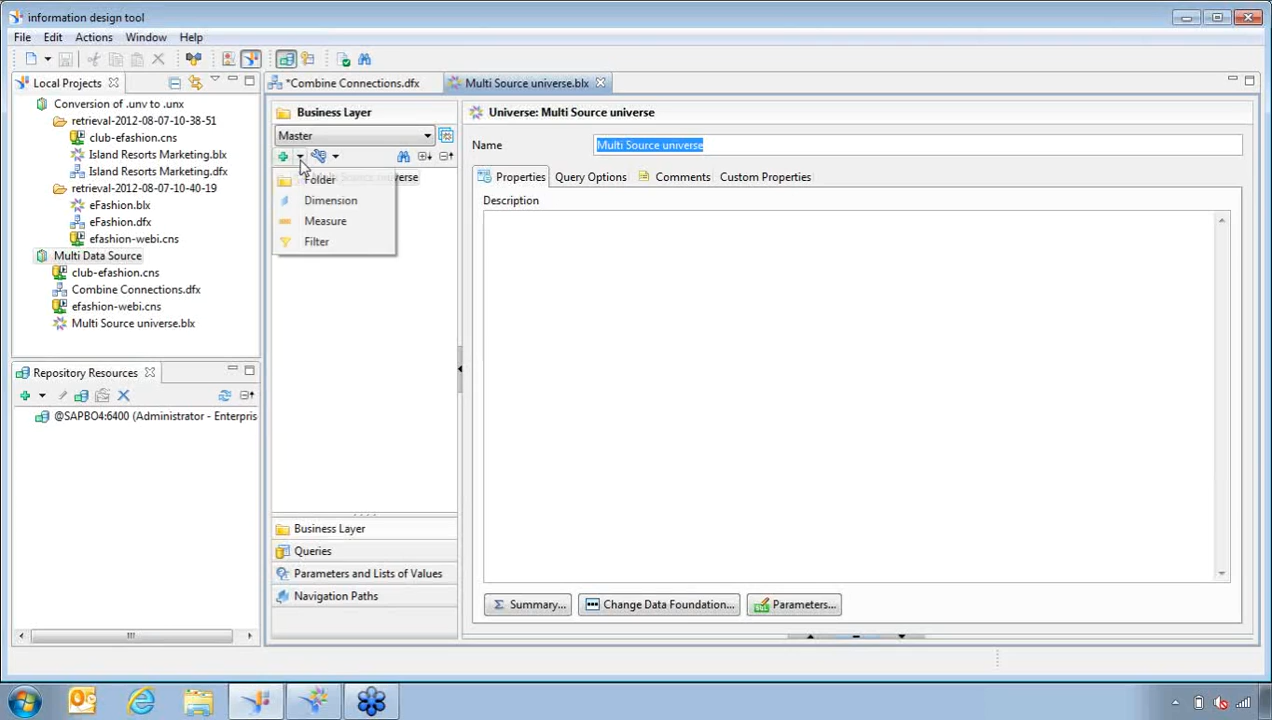 information design tool
File Edit Actions Window Help
Local Projects
Conversion of .unv to .unx
retrieval-2012-08-07-10-38-51
club-efashion.cns
Island Resorts Marketing.blx
Island Resorts Marketing.dfx
retrieval-2012-08-07-10-40-19
eFashion.blx
eFashion.dfx
efashion-webi.cns
Multi Data Source
club-efashion.cns
Combine Connections.dfx
efashion-webi.cns
Multi Source universe.blx
Repository Resources
@SAPBO4:6400 (Administrator - Enterpris
*Combine Connections.dfx
Multi Source universe.blx
Business Layer
Master
Folder
Dimension
Measure
Filter
Business Layer
Queries
Parameters and Lists of Values
Navigation Paths
Universe: Multi Source universe
Name Multi Source universe
Properties Query Options Comments Custom Properties
Description
Summary... Change Data Foundation... Parameters...